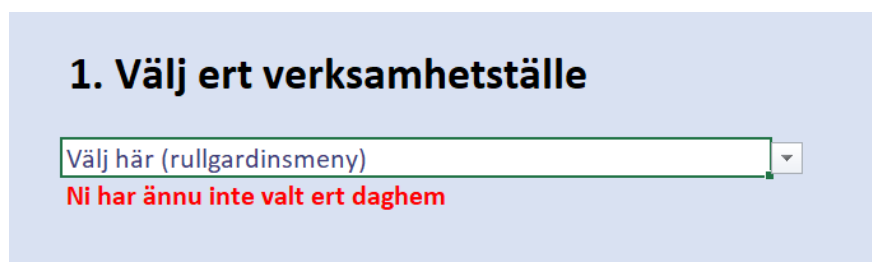 1. Välj ert verksamhetställe
Välj här (rullgardinsmeny)
Ni har ännu inte valt ert daghem